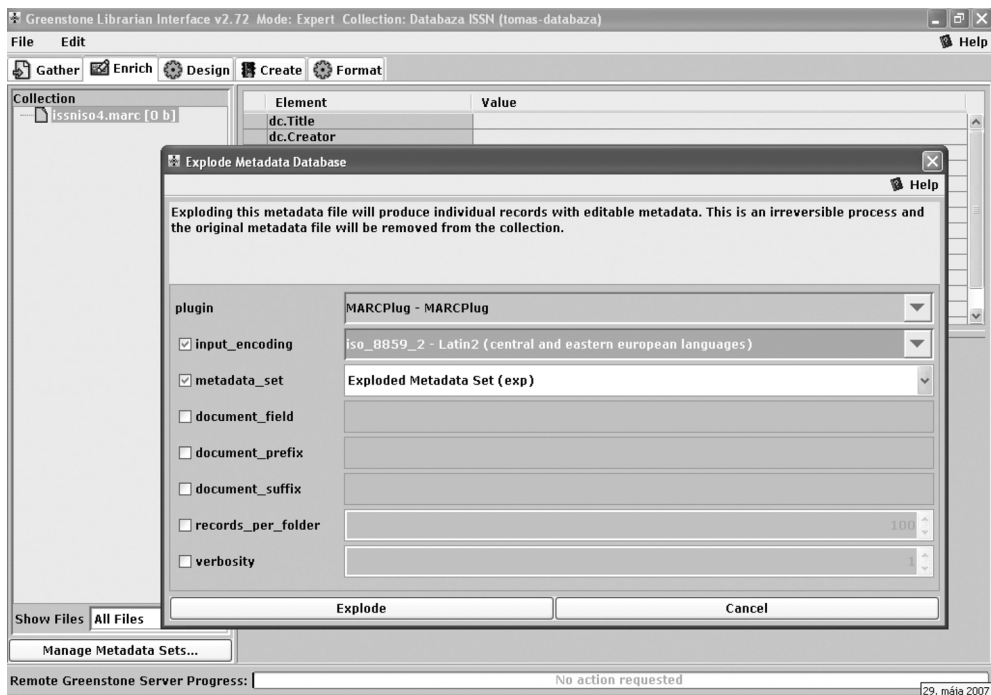 Greenstone Librarian Interface v2.72 Mode: Expert Collection: Databaza ISSN (tomas-databaza)
File Edit Help
Gather Enrich Design Create Format
Collection
issniso4.marc [0 b]
Element Value
dc.Title
dc.Creator
Explode Metadata Database
Help
Exploding this metadata file will produce individual records with editable metadata. This is an irreversible process and
the original metadata file will be removed from the collection.
plugin MARCPlug - MARCPlug
input_encoding iso_8859_2 - Latin2 (central and eastern european languages)
metadata_set Exploded Metadata Set (exp)
document_field
document_prefix
document_suffix
records_per_folder 100
verbosity 1
Explode Cancel
Show Files All Files
Manage Metadata Sets...
Remote Greenstone Server Progress: No action requested
29. mája 2007